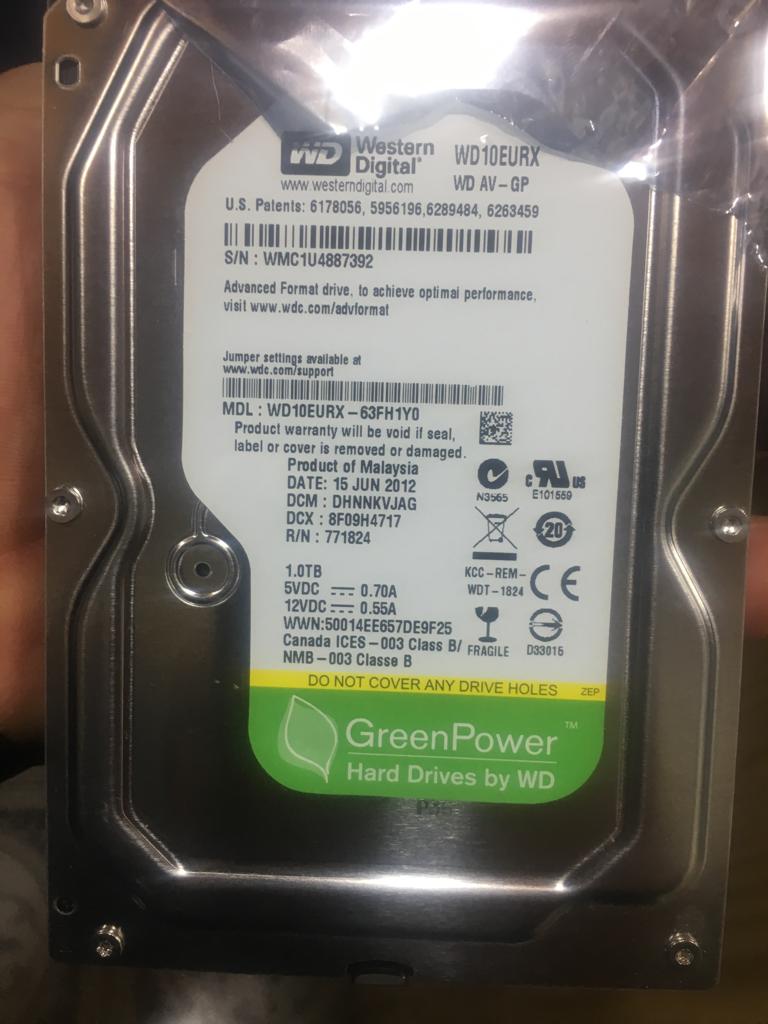 WD Western Digital® WD10EURX
www.westerndigital.com WD AV-GP
U.S. Patents: 6178056, 5956196,6289484, 6263459
S/N : WMC1U4887392
Advanced Format drive, to achieve optimal performance,
visit www.wdc.com/advformat
Jumper settings available at
www.wdc.com/support
MDL : WD10EURX-63FH1Y0
Product warranty will be void if seal,
label or cover is removed or damaged.
Product of Malaysia
DATE: 15 JUN 2012
DCM : DHNNKVJAG
DCX : 8F09H4717
R/N : 771824
N3565
c RU US
E101559
20
KCC-REM-
WDT-1824
CE
1.0TB
5VDC ⎓ 0.70A
12VDC ⎓ 0.55A
WWN:50014EE657DE9F25
Canada ICES-003 Class B/
NMB-003 Classe B
FRAGILE
D33015
DO NOT COVER ANY DRIVE HOLES ZEP
GreenPower™
Hard Drives by WD